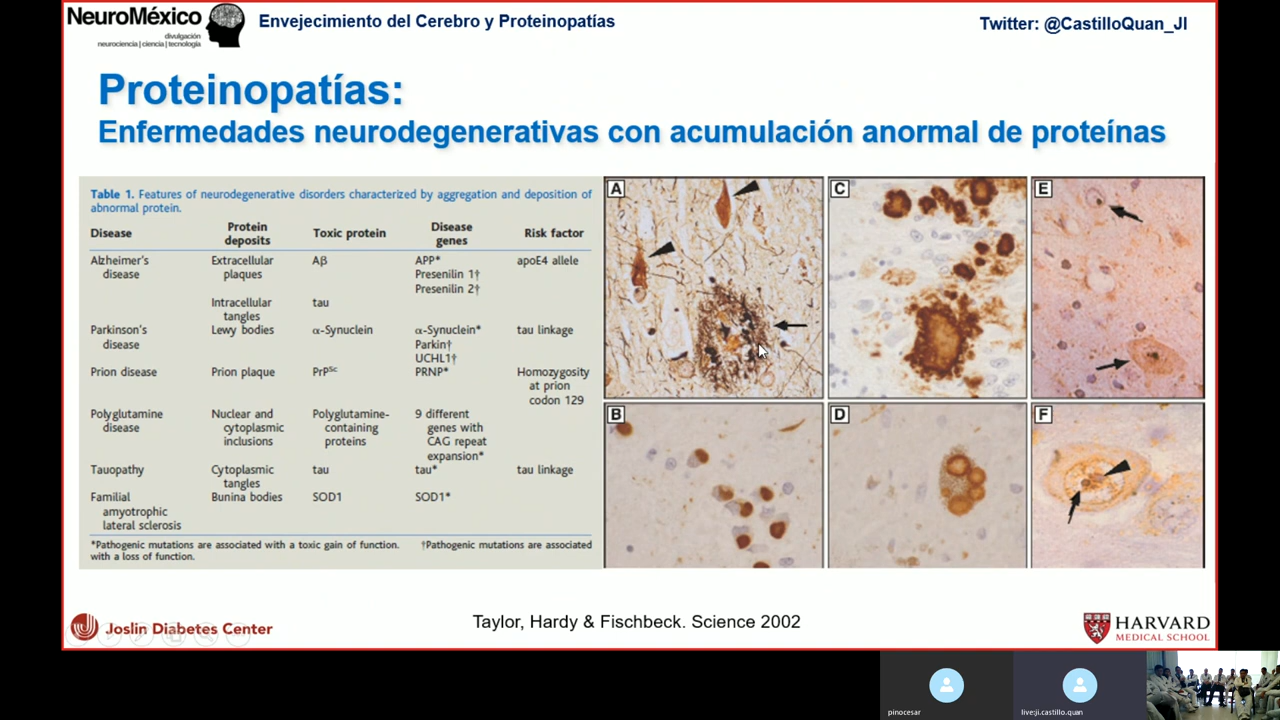 NeuroMéxico
divulgación
neurociencia | ciencia | tecnología
Envejecimiento del Cerebro y Proteinopatías
Twitter: @CastilloQuan_JI
Proteinopatías:
Enfermedades neurodegenerativas con acumulación anormal de proteínas
Table 1. Features of neurodegenerative disorders characterized by aggregation and deposition of
abnormal protein.
Disease Protein deposits Toxic protein Disease genes Risk factor
Alzheimer's disease Extracellular plaques Aβ APP* Presenilin 1† Presenilin 2† apoE4 allele
Intracellular tangles tau
Parkinson's disease Lewy bodies α-Synuclein α-Synuclein* Parkin† UCHL1† tau linkage
Prion disease Prion plaque PrPSc PRNP* Homozygosity at prion codon 129
Polyglutamine disease Nuclear and cytoplasmic inclusions Polyglutamine-containing proteins 9 different genes with CAG repeat expansion*
Tauopathy Cytoplasmic tangles tau tau* tau linkage
Familial amyotrophic lateral sclerosis Bunina bodies SOD1 SOD1*
*Pathogenic mutations are associated with a toxic gain of function. †Pathogenic mutations are associated
with a loss of function.
A
C
E
B
D
F
Joslin Diabetes Center
Taylor, Hardy & Fischbeck. Science 2002
HARVARD
MEDICAL SCHOOL
pinocesar
live:ji.castillo.quan